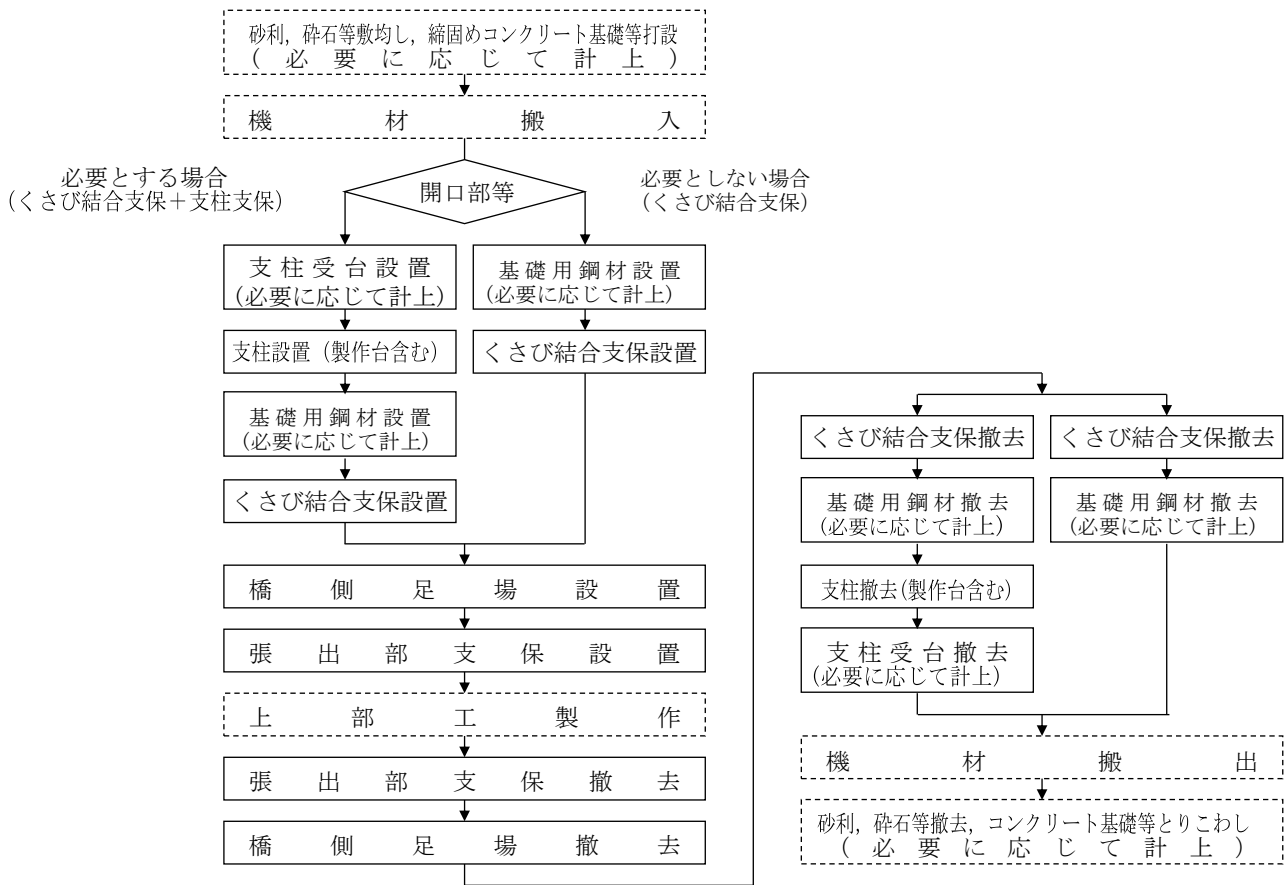 砂利，砕石等敷均し，締固めコンクリート基礎等打設
（必要に応じて計上）
機材搬入
必要とする場合
（くさび結合支保＋支柱支保）
開口部等
必要としない場合
（くさび結合支保）
支柱受台設置
（必要に応じて計上）
基礎用鋼材設置
（必要に応じて計上）
支柱設置（製作台含む）
くさび結合支保設置
基礎用鋼材設置
（必要に応じて計上）
くさび結合支保設置
橋側足場設置
張出部支保設置
上部工製作
張出部支保撤去
橋側足場撤去
くさび結合支保撤去
くさび結合支保撤去
基礎用鋼材撤去
（必要に応じて計上）
基礎用鋼材撤去
（必要に応じて計上）
支柱撤去（製作台含む）
支柱受台撤去
（必要に応じて計上）
機材搬出
砂利，砕石等撤去，コンクリート基礎等とりこわし
（必要に応じて計上）